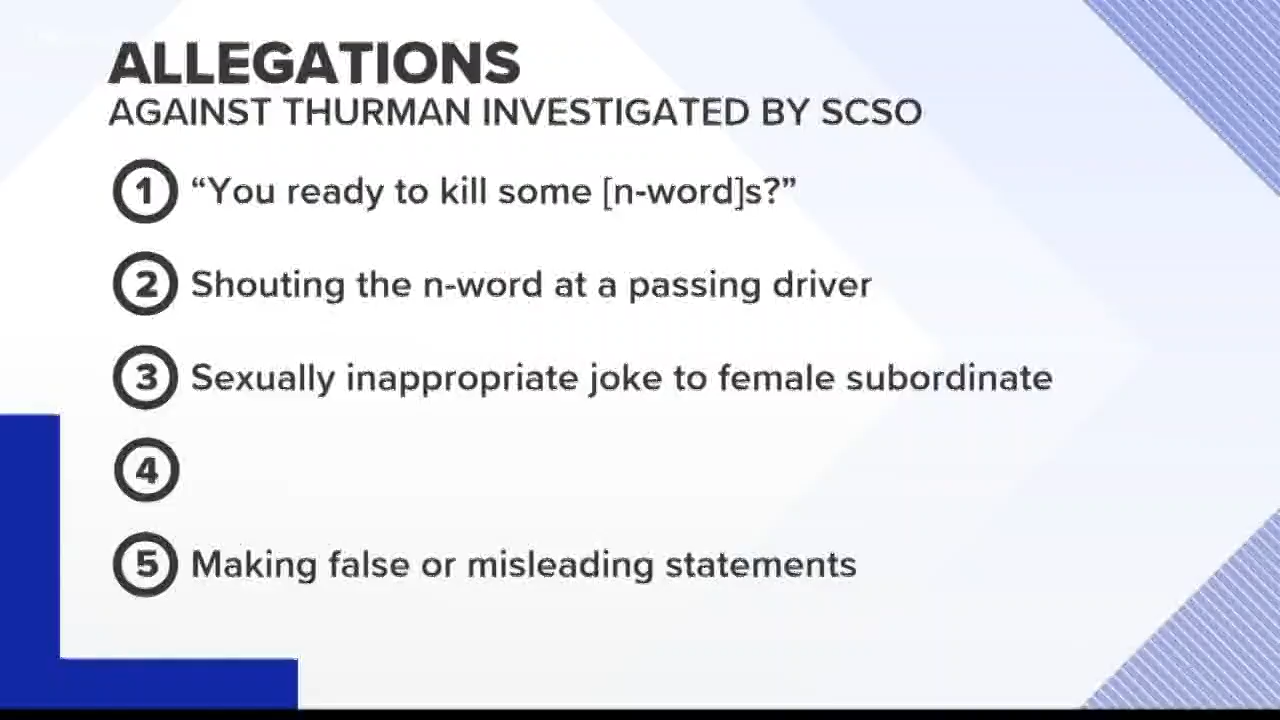 ALLEGATIONS
AGAINST THURMAN INVESTIGATED BY SCSO
1 “You ready to kill some [n-word]s?”
2 Shouting the n-word at a passing driver
3 Sexually inappropriate joke to female subordinate
4
5 Making false or misleading statements